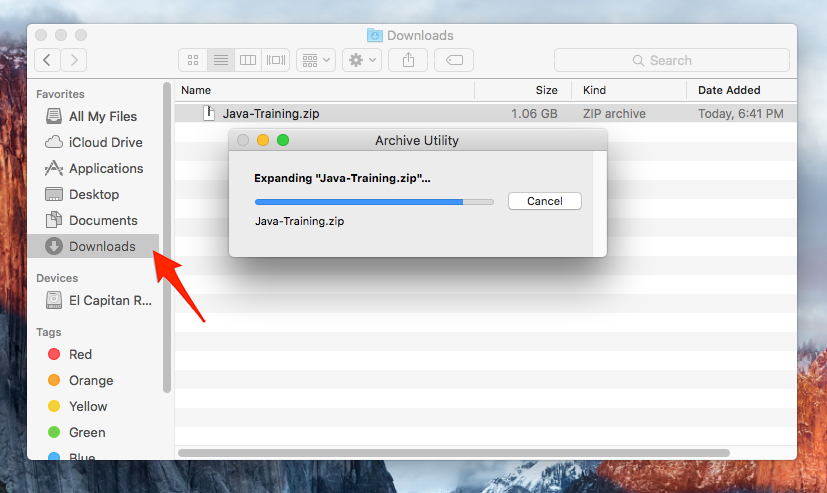 Downloads
Search
Favorites
All My Files
iCloud Drive
Applications
Desktop
Documents
Downloads
Devices
El Capitan R...
Tags
Red
Orange
Yellow
Green
Blue
Name Size Kind Date Added
Java-Training.zip 1.06 GB ZIP archive Today, 6:41 PM
Archive Utility
Expanding "Java-Training.zip"...
Cancel
Java-Training.zip